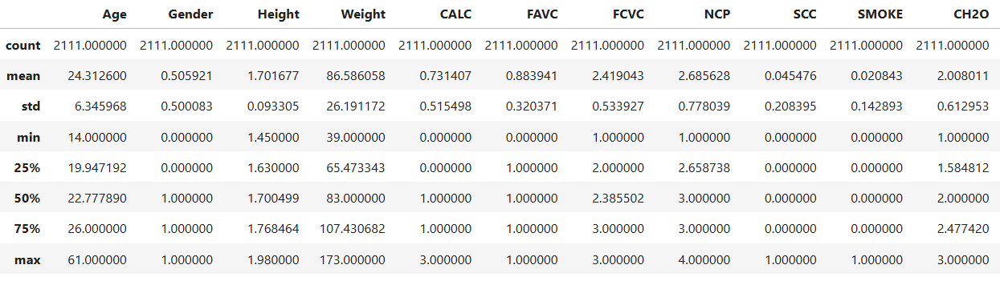 Age Gender Height Weight CALC FAVC FCVC NCP SCC SMOKE CH2O
count 2111.000000 2111.000000 2111.000000 2111.000000 2111.000000 2111.000000 2111.000000 2111.000000 2111.000000 2111.000000 2111.000000
mean 24.312600 0.505921 1.701677 86.586058 0.731407 0.883941 2.419043 2.685628 0.045476 0.020843 2.008011
std 6.345968 0.500083 0.093305 26.191172 0.515498 0.320371 0.533927 0.778039 0.208395 0.142893 0.612953
min 14.000000 0.000000 1.450000 39.000000 0.000000 0.000000 1.000000 1.000000 0.000000 0.000000 1.000000
25% 19.947192 0.000000 1.630000 65.473343 0.000000 1.000000 2.000000 2.658738 0.000000 0.000000 1.584812
50% 22.777890 1.000000 1.700499 83.000000 1.000000 1.000000 2.385502 3.000000 0.000000 0.000000 2.000000
75% 26.000000 1.000000 1.768464 107.430682 1.000000 1.000000 3.000000 3.000000 0.000000 0.000000 2.477420
max 61.000000 1.000000 1.980000 173.000000 3.000000 1.000000 3.000000 4.000000 1.000000 1.000000 3.000000